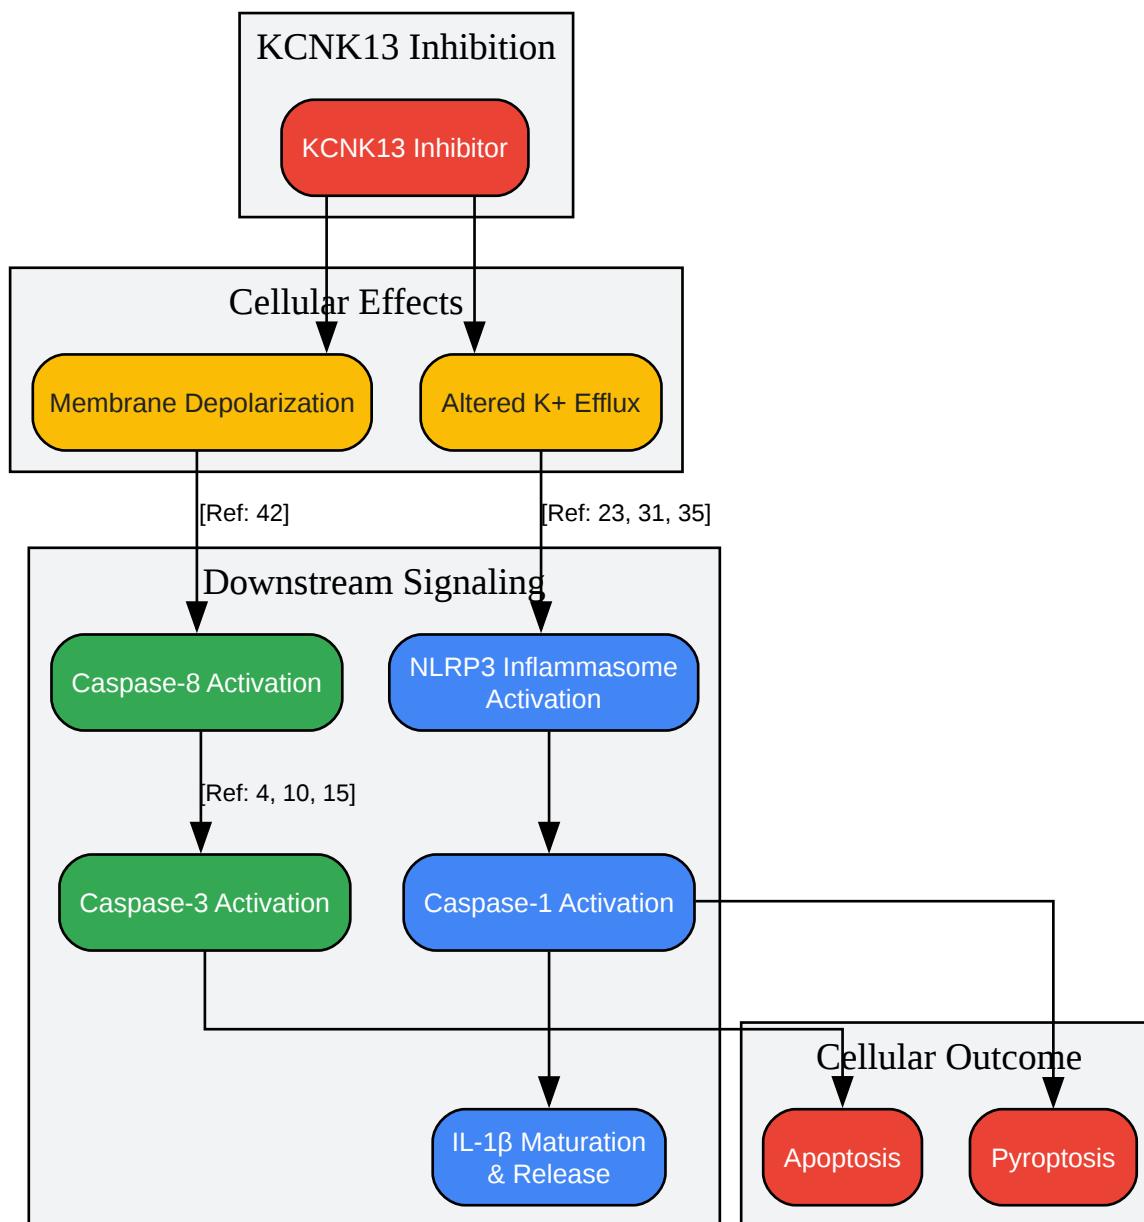 KCNK13 Inhibition
KCNK13 Inhibitor
Cellular Effects
Membrane Depolarization
Altered K+ Efflux
[Ref: 42]
[Ref: 23, 31, 35]
Downstream Signaling
Caspase-8 Activation
NLRP3 Inflammasome
Activation
[Ref: 4, 10, 15]
Caspase-3 Activation
Caspase-1 Activation
Cellular Outcome
IL-1β Maturation
& Release
Apoptosis
Pyroptosis